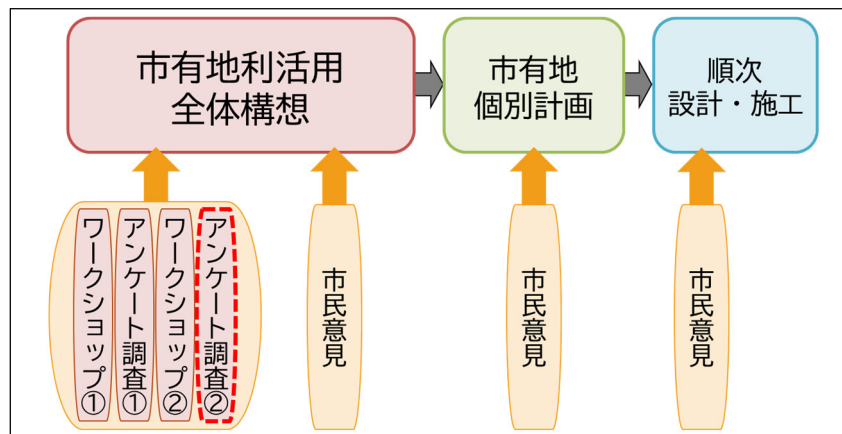 市有地利活用
全体構想
市有地
個別計画
順次
設計・施工
ワークショップ①
アンケート調査①
ワークショップ②
アンケート調査②
市民意見
市民意見
市民意見